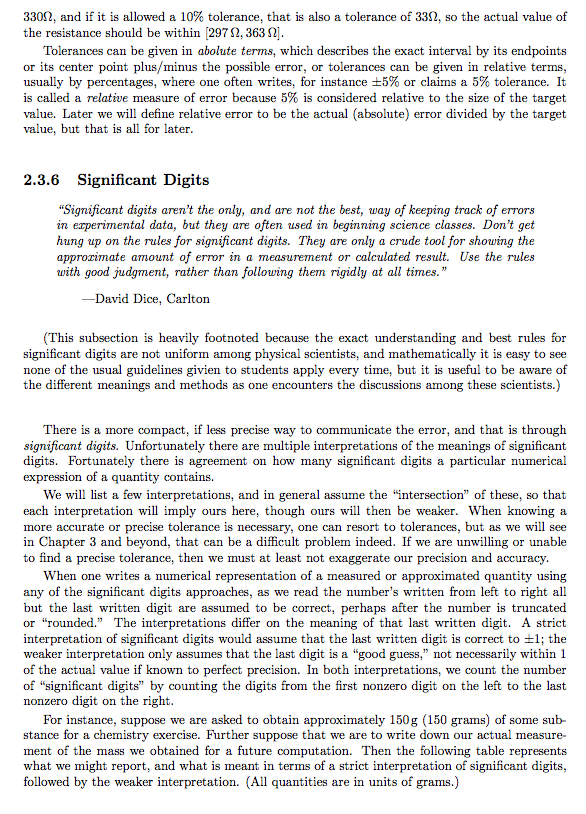 330Ω, and if it is allowed a 10% tolerance, that is also a tolerance of 33Ω, so the actual value of
the resistance should be within [297 Ω, 363 Ω].
Tolerances can be given in abolute terms, which describes the exact interval by its endpoints
or its center point plus/minus the possible error, or tolerances can be given in relative terms,
usually by percentages, where one often writes, for instance ±5% or claims a 5% tolerance. It
is called a relative measure of error because 5% is considered relative to the size of the target
value. Later we will define relative error to be the actual (absolute) error divided by the target
value, but that is all for later.
2.3.6 Significant Digits
“Significant digits aren’t the only, and are not the best, way of keeping track of errors
in experimental data, but they are often used in beginning science classes. Don’t get
hung up on the rules for significant digits. They are only a crude tool for showing the
approximate amount of error in a measurement or calculated result. Use the rules
with good judgment, rather than following them rigidly at all times.”
—David Dice, Carlton
(This subsection is heavily footnoted because the exact understanding and best rules for
significant digits are not uniform among physical scientists, and mathematically it is easy to see
none of the usual guidelines givien to students apply every time, but it is useful to be aware of
the different meanings and methods as one encounters the discussions among these scientists.)
There is a more compact, if less precise way to communicate the error, and that is through
significant digits. Unfortunately there are multiple interpretations of the meanings of significant
digits. Fortunately there is agreement on how many significant digits a particular numerical
expression of a quantity contains.
We will list a few interpretations, and in general assume the “intersection” of these, so that
each interpretation will imply ours here, though ours will then be weaker. When knowing a
more accurate or precise tolerance is necessary, one can resort to tolerances, but as we will see
in Chapter 3 and beyond, that can be a difficult problem indeed. If we are unwilling or unable
to find a precise tolerance, then we must at least not exaggerate our precision and accuracy.
When one writes a numerical representation of a measured or approximated quantity using
any of the significant digits approaches, as we read the number’s written from left to right all
but the last written digit are assumed to be correct, perhaps after the number is truncated
or “rounded.” The interpretations differ on the meaning of that last written digit. A strict
interpretation of significant digits would assume that the last written digit is correct to ±1; the
weaker interpretation only assumes that the last digit is a “good guess,” not necessarily within 1
of the actual value if known to perfect precision. In both interpretations, we count the number
of “significant digits” by counting the digits from the first nonzero digit on the left to the last
nonzero digit on the right.
For instance, suppose we are asked to obtain approximately 150 g (150 grams) of some sub-
stance for a chemistry exercise. Further suppose that we are to write down our actual measure-
ment of the mass we obtained for a future computation. Then the following table represents
what we might report, and what is meant in terms of a strict interpretation of significant digits,
followed by the weaker interpretation. (All quantities are in units of grams.)